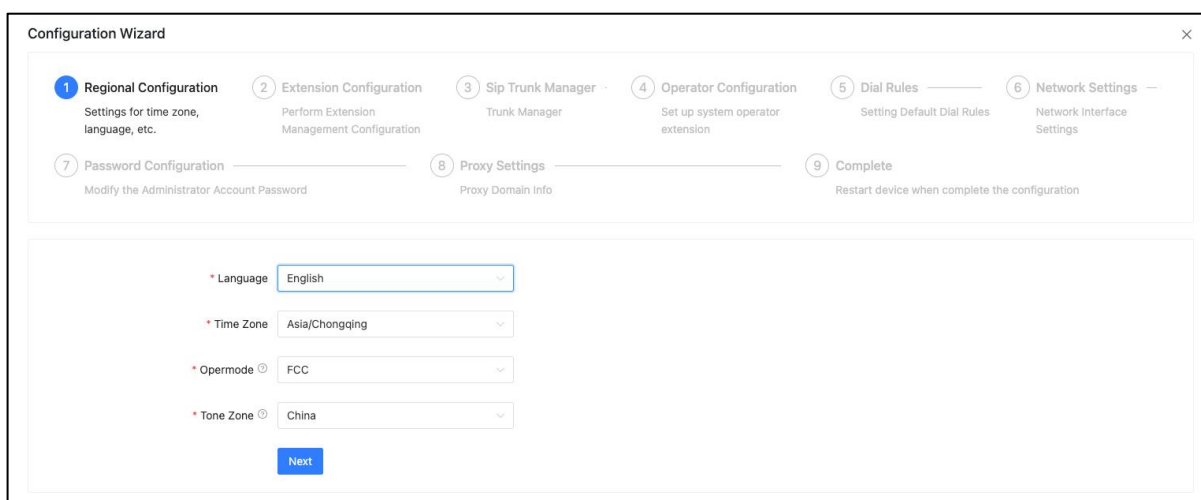 Configuration Wizard
1 Regional Configuration
Settings for time zone,
language, etc.
2 Extension Configuration
Perform Extension
Management Configuration
3 Sip Trunk Manager
Trunk Manager
4 Operator Configuration
Set up system operator
extension
5 Dial Rules
Setting Default Dial Rules
6 Network Settings
Network Interface
Settings
7 Password Configuration
Modify the Administrator Account Password
8 Proxy Settings
Proxy Domain Info
9 Complete
Restart device when complete the configuration
* Language English
* Time Zone Asia/Chongqing
* Opermode ? FCC
* Tone Zone ? China
Next